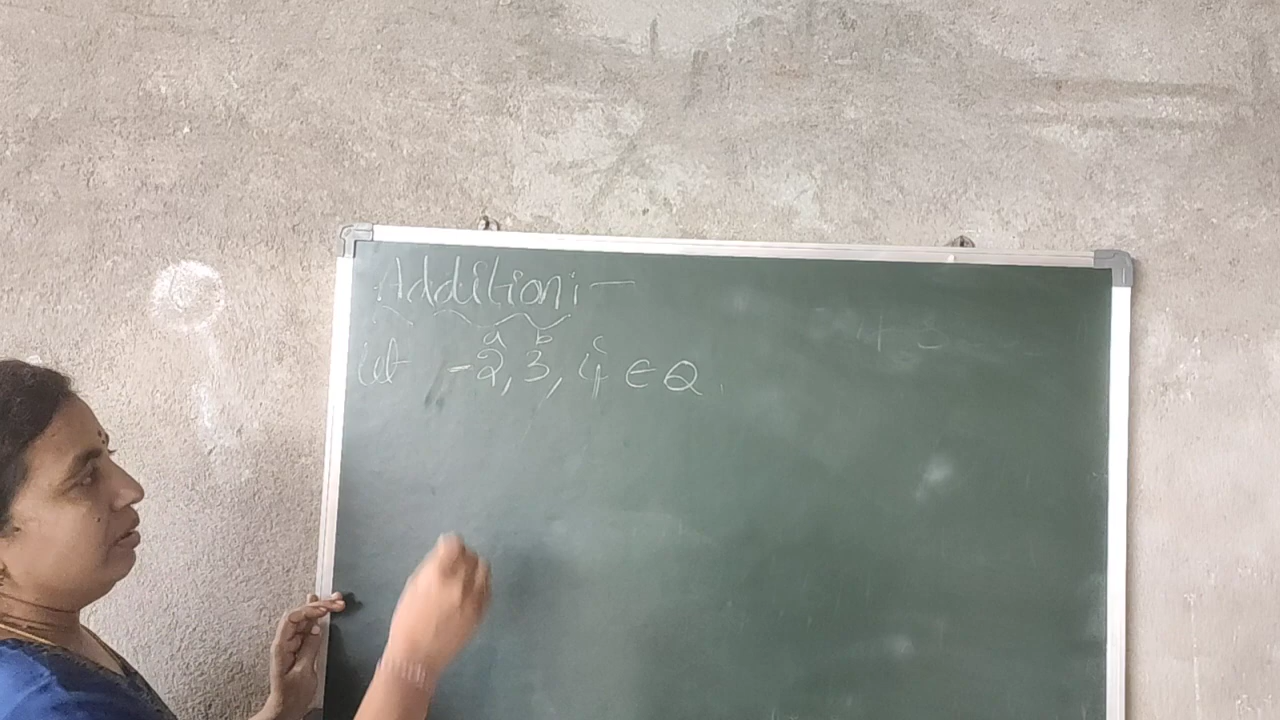 Addition:-
a b c
let -2, 3, 4 ∈ Q.